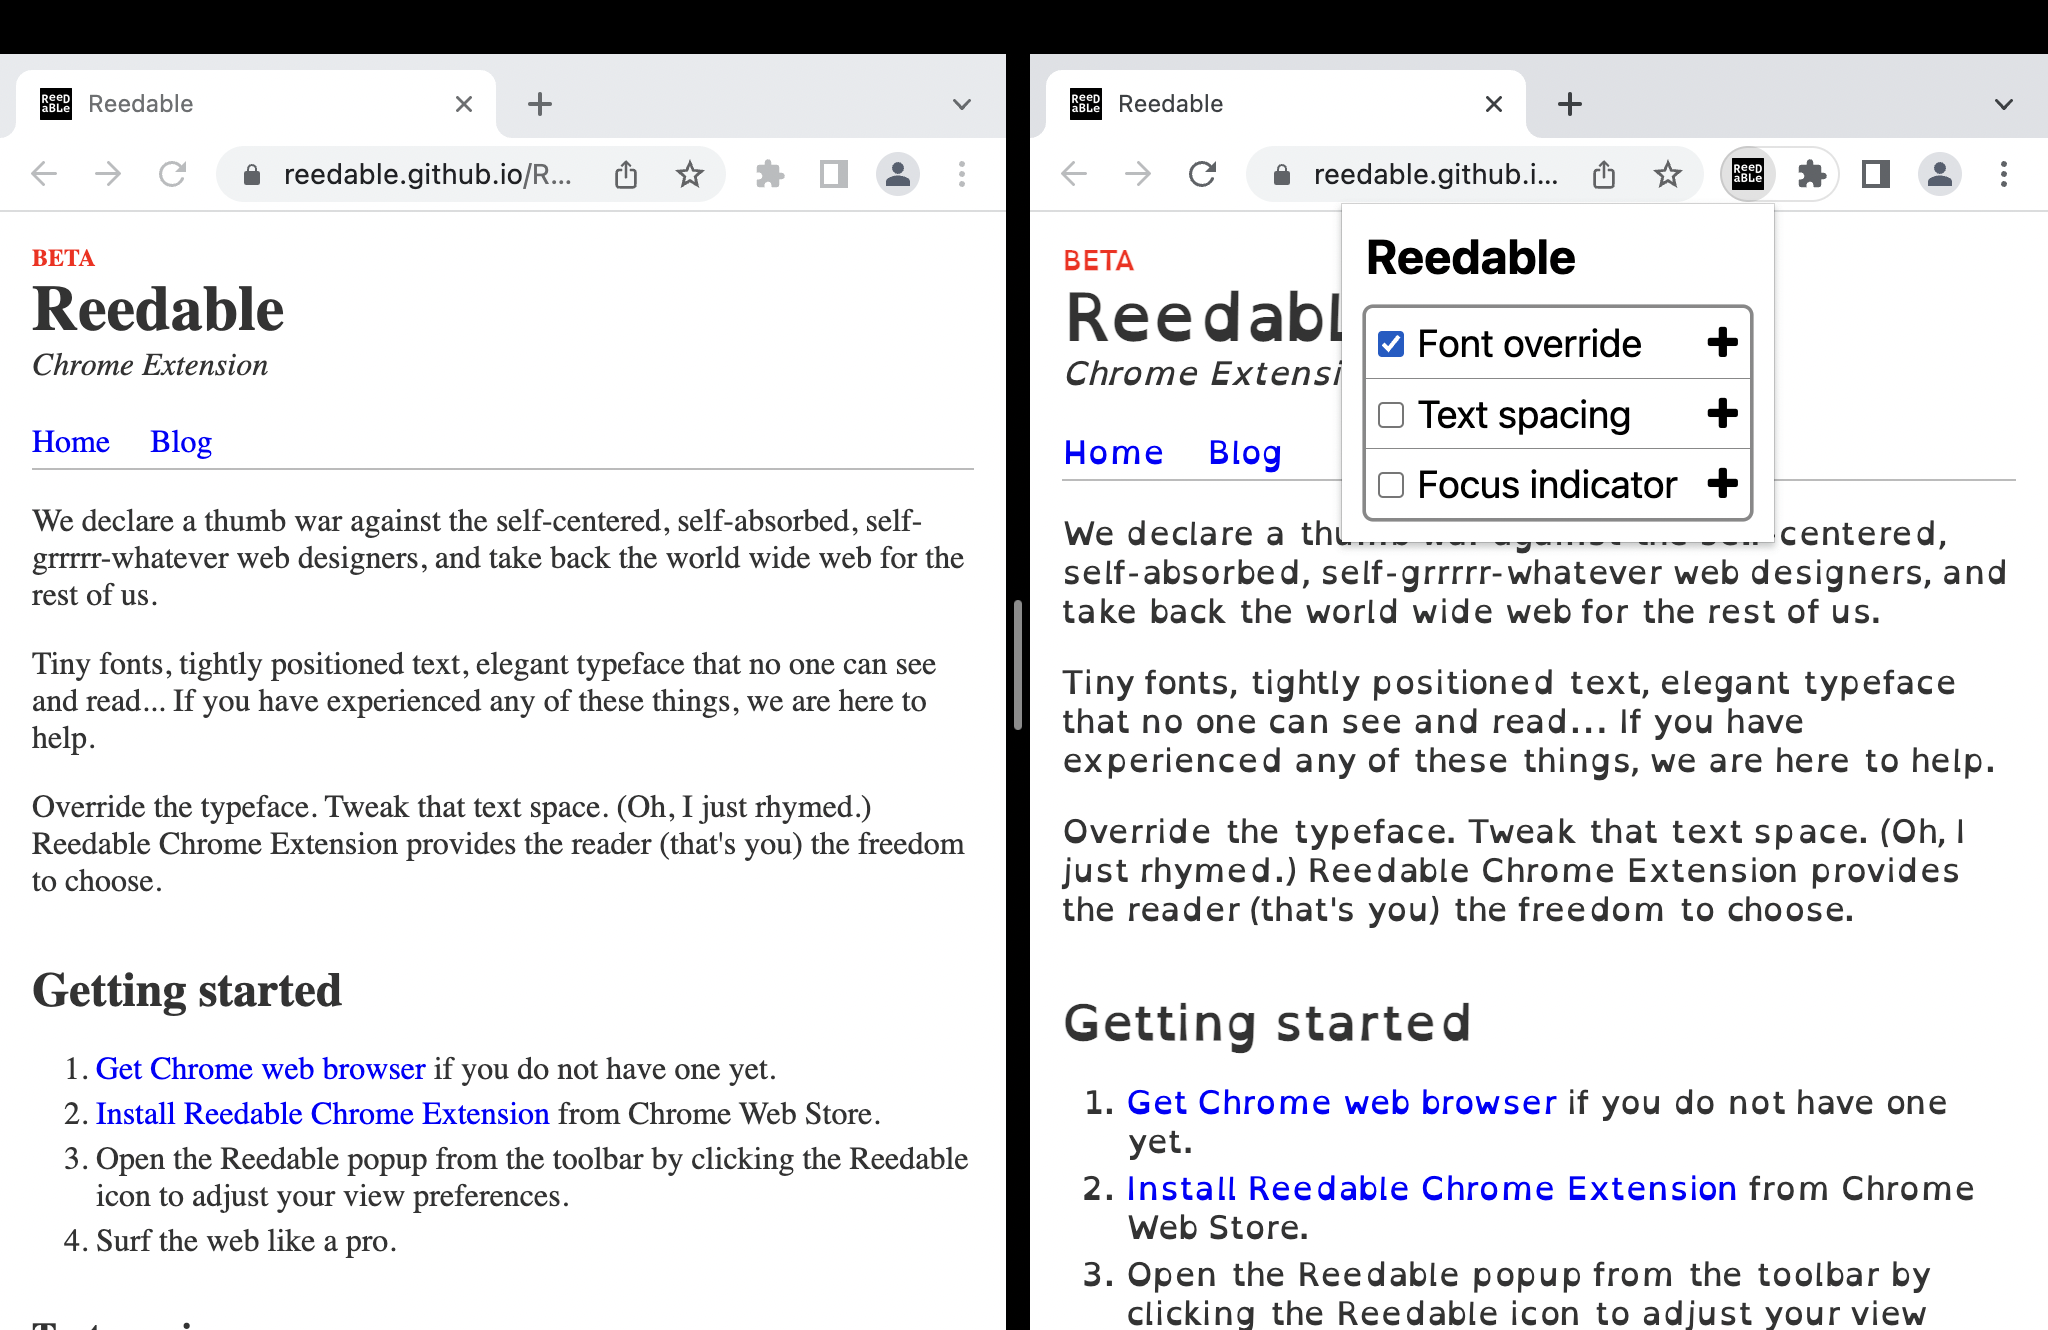 ReeD
aBLe
Reedable
reedable.github.io/R...
BETA
Reedable
Chrome Extension
Home Blog
We declare a thumb war against the self-centered, self-absorbed, self-
grrrrr-whatever web designers, and take back the world wide web for the
rest of us.
Tiny fonts, tightly positioned text, elegant typeface that no one can see
and read... If you have experienced any of these things, we are here to
help.
Override the typeface. Tweak that text space. (Oh, I just rhymed.)
Reedable Chrome Extension provides the reader (that's you) the freedom
to choose.
Getting started
1. Get Chrome web browser if you do not have one yet.
2. Install Reedable Chrome Extension from Chrome Web Store.
3. Open the Reedable popup from the toolbar by clicking the Reedable
icon to adjust your view preferences.
4. Surf the web like a pro.
ReeD
aBLe
Reedable
reedable.github.i...
ReeD
aBLe
Reedable
Font override
Text spacing
Focus indicator
BETA
Reedabl
Chrome Extensi
Home Blog
We declare a thumb war against the self-centered,
self-absorbed, self-grrrrr-whatever web designers, and
take back the world wide web for the rest of us.
Tiny fonts, tightly positioned text, elegant typeface
that no one can see and read... If you have
experienced any of these things, we are here to help.
Override the typeface. Tweak that text space. (Oh, I
just rhymed.) Reedable Chrome Extension provides
the reader (that's you) the freedom to choose.
Getting started
1. Get Chrome web browser if you do not have one
yet.
2. Install Reedable Chrome Extension from Chrome
Web Store.
3. Open the Reedable popup from the toolbar by
clicking the Reedable icon to adjust your view